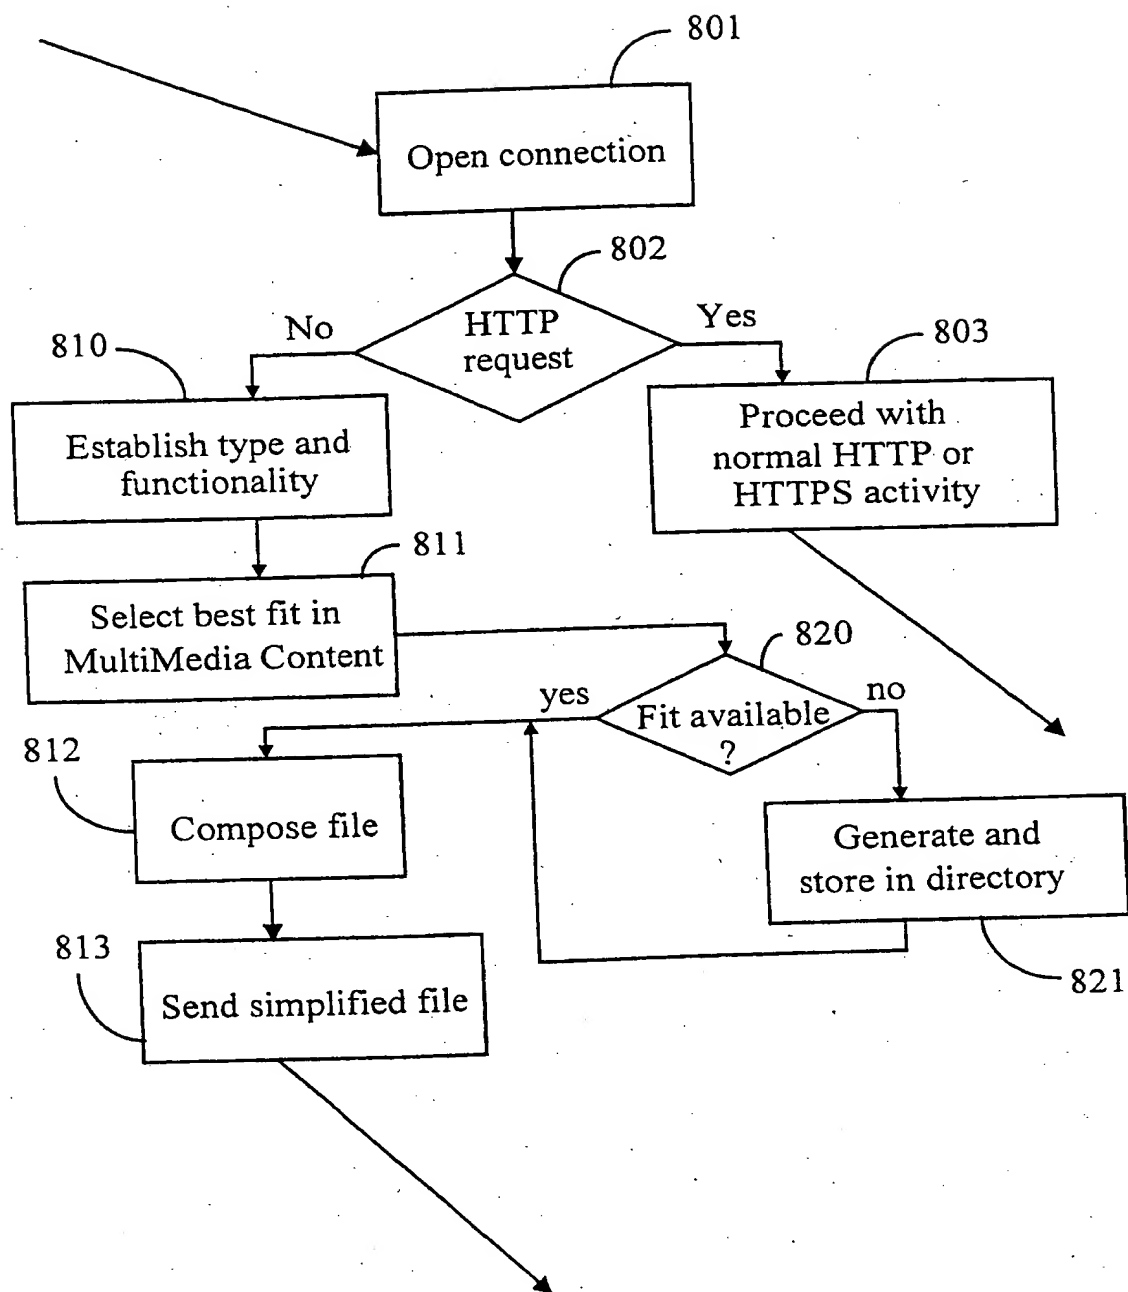 801
Open connection
802
HTTP
request
No
Yes
810
803
Establish type and
functionality
Proceed with
normal HTTP or
HTTPS activity
811
Select best fit in
MultiMedia Content
820
yes
Fit available
?
no
812
Compose file
Generate and
store in directory
813
Send simplified file
821